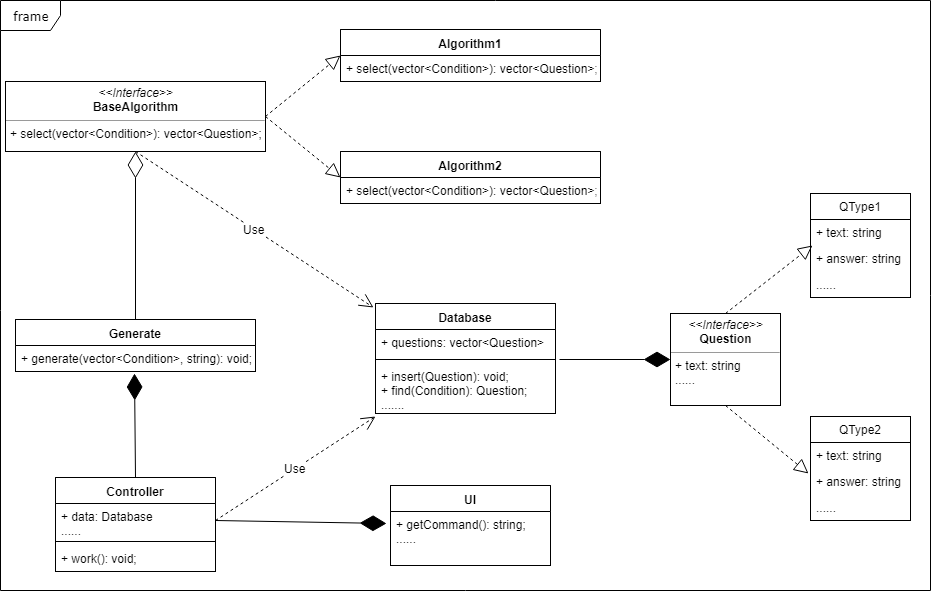 frame
Algorithm1
+ select(vector<Condition>): vector<Question>;
<<Interface>>
BaseAlgorithm
+ select(vector<Condition>): vector<Question>;
Algorithm2
+ select(vector<Condition>): vector<Question>;
QType1
+ text: string
+ answer: string
......
Use
Database
+ questions: vector<Question>
+ insert(Question): void;
+ find(Condition): Question;
.......
<<Interface>>
Question
+ text: string
......
Generate
+ generate(vector<Condition>, string): void;
QType2
+ text: string
+ answer: string
......
Use
Controller
+ data: Database
......
+ work(): void;
UI
+ getCommand(): string;
......